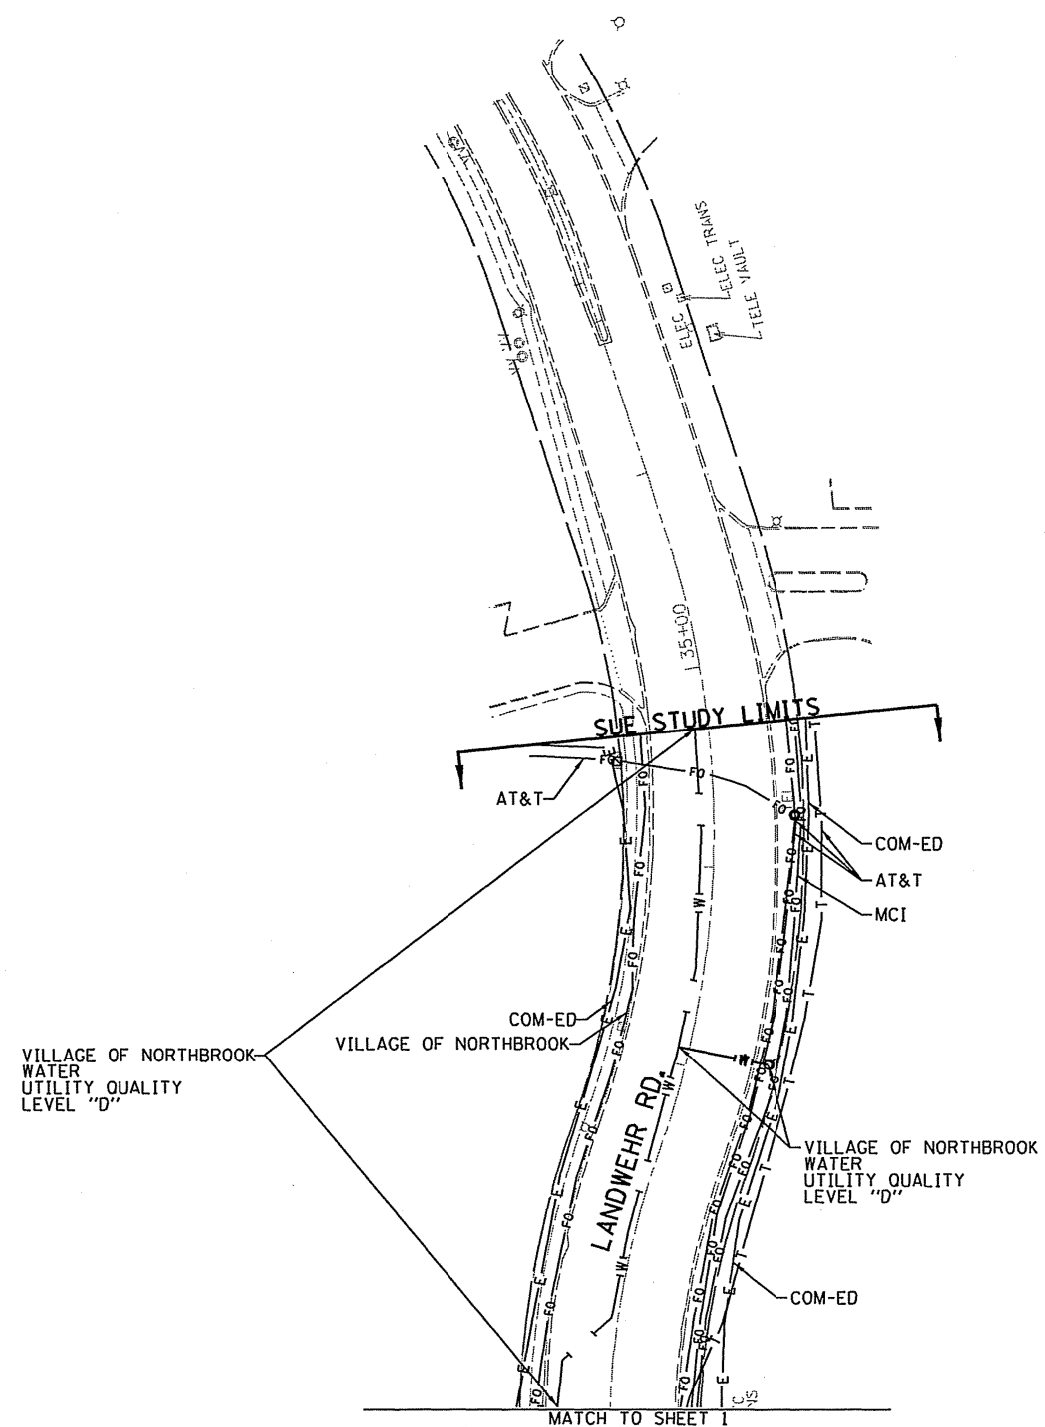 ELEC TRANS
TELE VAULT
ELEC
135+00
SUE STUDY LIMITS
FO
FO
AT&T
COM-ED
AT&T
MCI
COM-ED
VILLAGE OF NORTHBROOK
VILLAGE OF NORTHBROOK
WATER
UTILITY QUALITY
LEVEL "D"
LANDWEHR RD.
VILLAGE OF NORTHBROOK
WATER
UTILITY QUALITY
LEVEL "D"
COM-ED
E
FO
W
T
MATCH TO SHEET 1